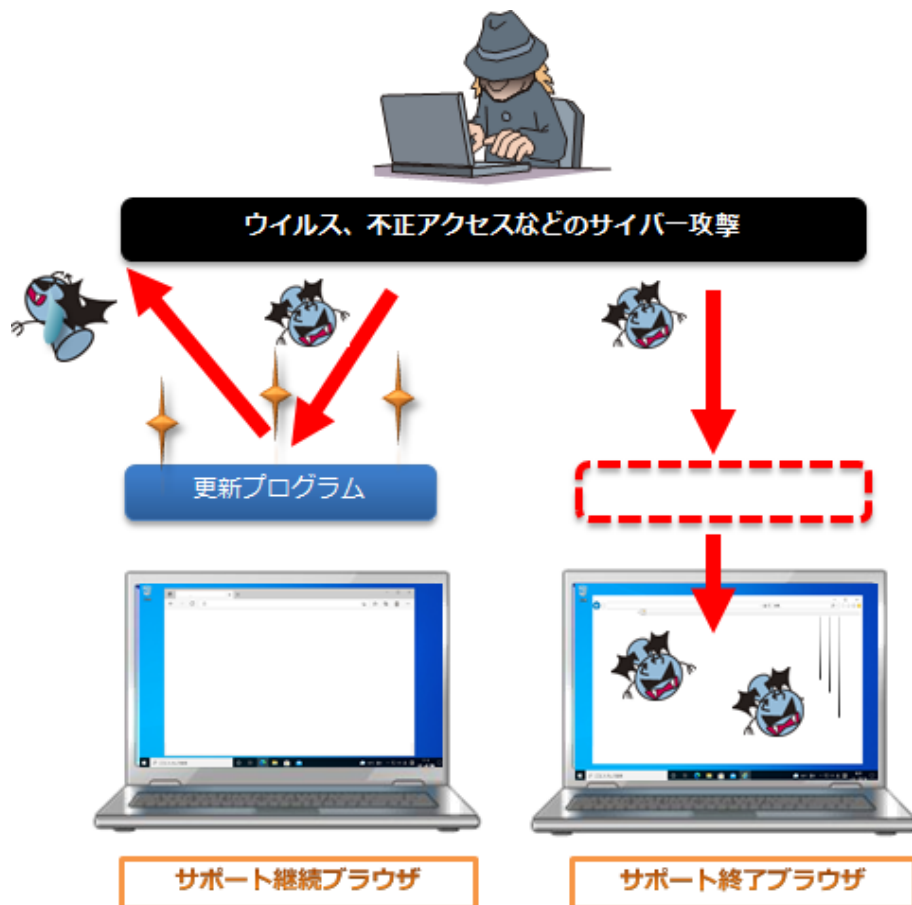 ウイルス、不正アクセスなどのサイバー攻撃
更新プログラム
サポート継続ブラウザ
サポート終了ブラウザ